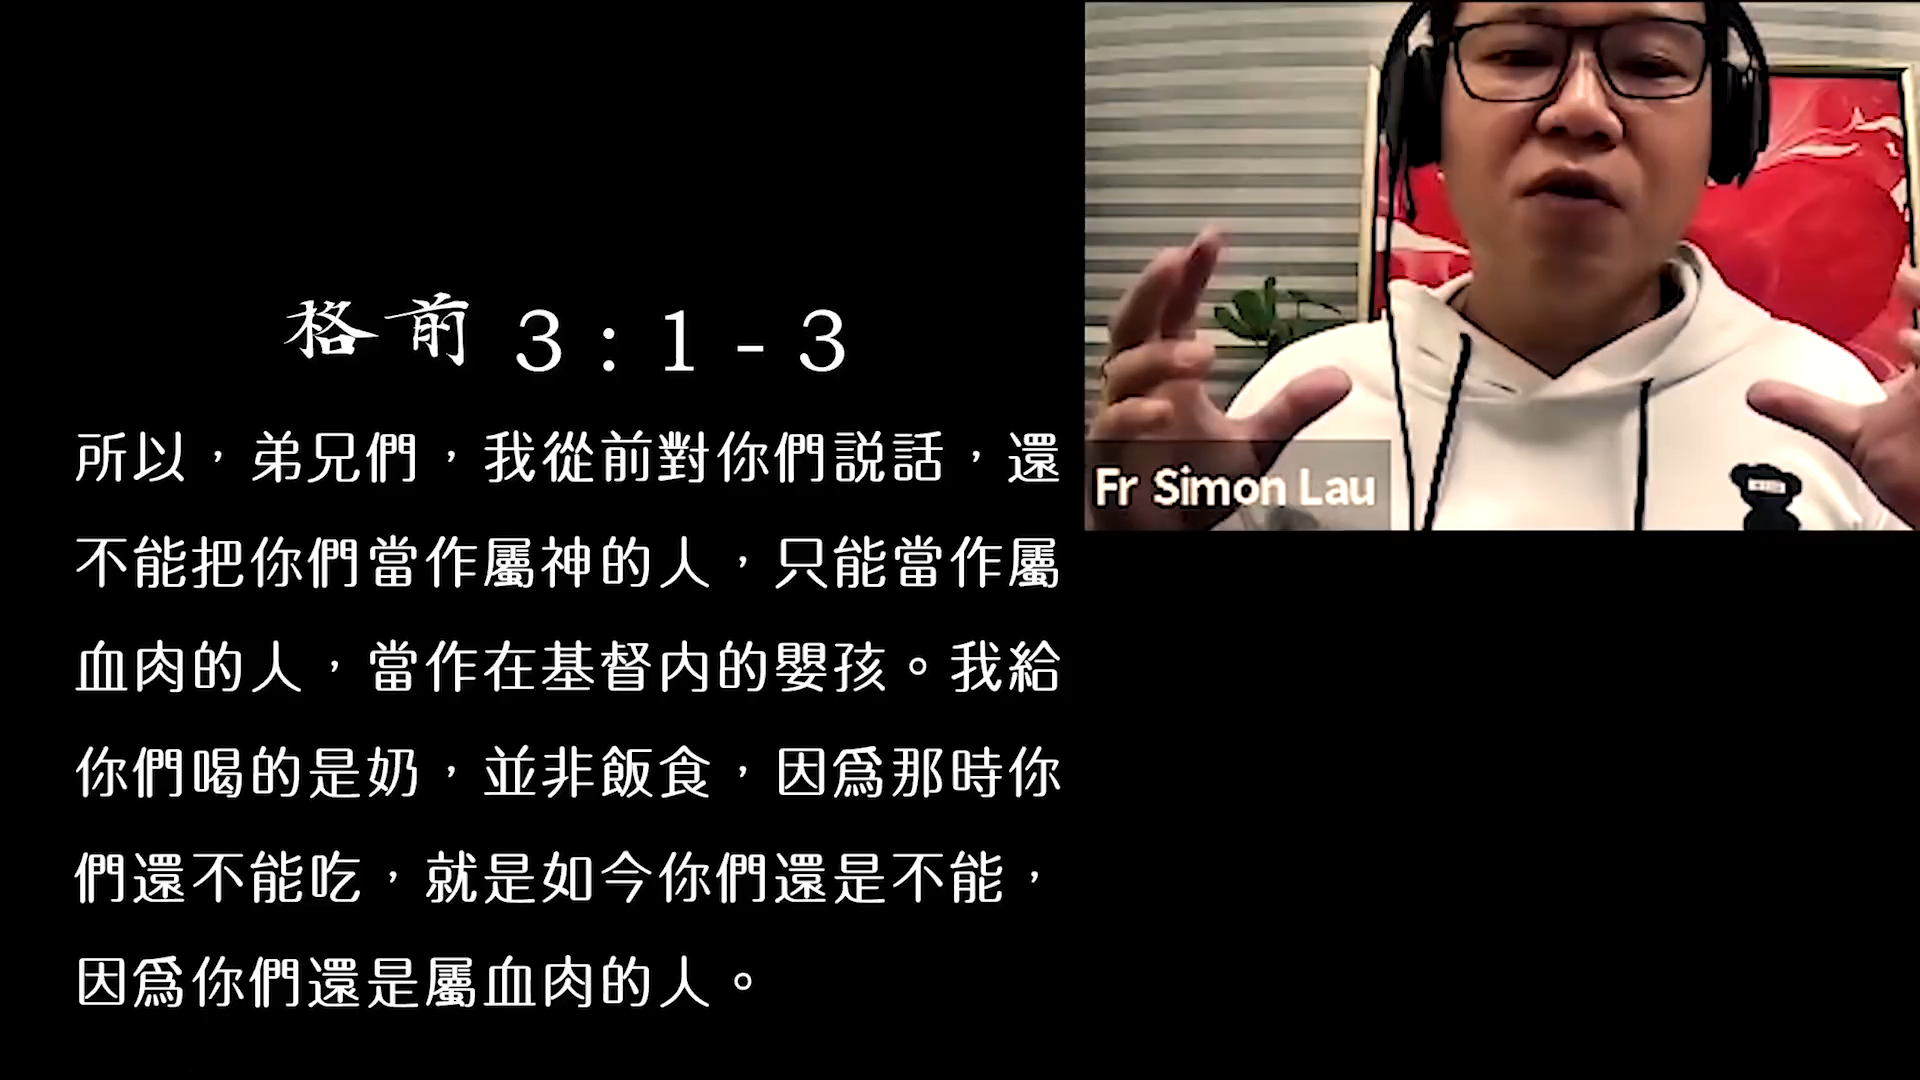 格前 3:1-3
所以，弟兄們，我從前對你們説話，還
不能把你們當作屬神的人，只能當作屬
血肉的人，當作在基督内的嬰孩。我給
你們喝的是奶，並非飯食，因爲那時你
們還不能吃，就是如今你們還是不能，
因爲你們還是屬血肉的人。
Fr Simon Lau